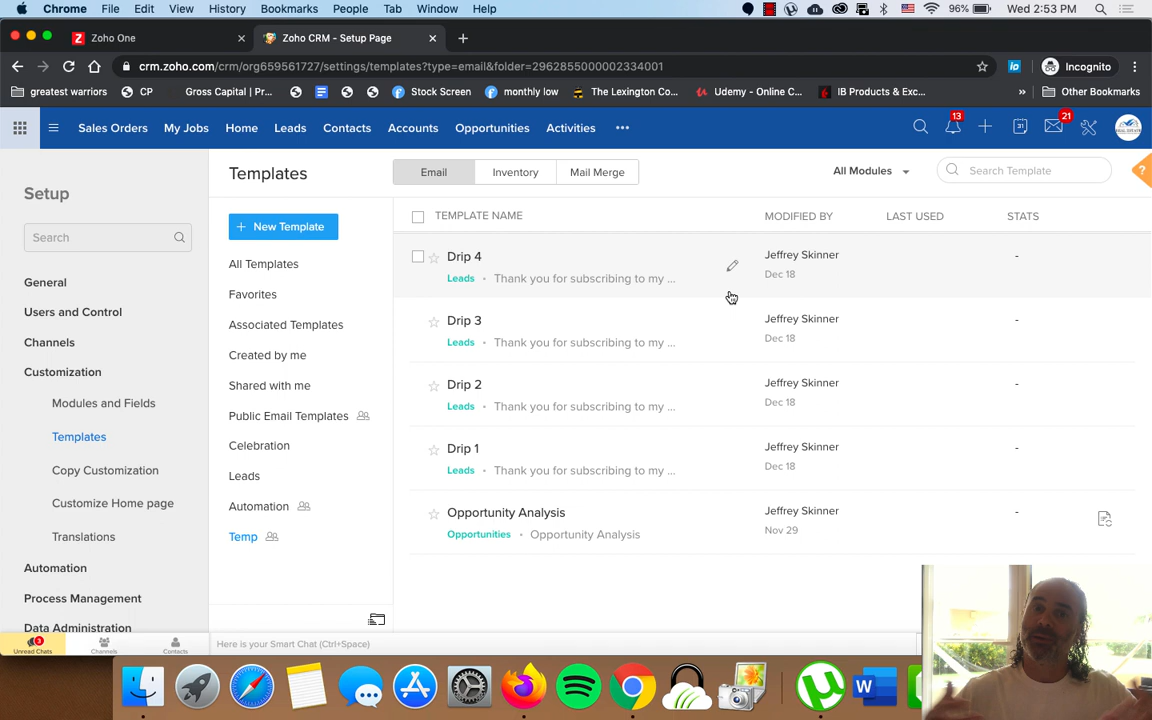 Chrome File Edit View History Bookmarks People Tab Window Help 96% Wed 2:53 PM
Zoho One Zoho CRM - Setup Page
crm.zoho.com/crm/org659561727/settings/templates?type=email&folder=2962855000002334001 Incognito
greatest warriors CP Gross Capital | Pr... Stock Screen monthly low The Lexington Co... Udemy - Online C... IB Products & Exc... » Other Bookmarks
Sales Orders My Jobs Home Leads Contacts Accounts Opportunities Activities ••• 13 31 21
Setup
Search
General
Users and Control
Channels
Customization
Modules and Fields
Templates
Copy Customization
Customize Home page
Translations
Automation
Process Management
Data Administration
Templates
Email Inventory Mail Merge
All Modules
Search Template
?
+ New Template
All Templates
Favorites
Associated Templates
Created by me
Shared with me
Public Email Templates
Celebration
Leads
Automation
Temp
TEMPLATE NAME MODIFIED BY LAST USED STATS
Drip 4 Jeffrey Skinner -
Leads • Thank you for subscribing to my ... Dec 18
Drip 3 Jeffrey Skinner -
Leads • Thank you for subscribing to my ... Dec 18
Drip 2 Jeffrey Skinner -
Leads • Thank you for subscribing to my ... Dec 18
Drip 1 Jeffrey Skinner -
Leads • Thank you for subscribing to my ... Dec 18
Opportunity Analysis Jeffrey Skinner -
Opportunities • Opportunity Analysis Nov 29
3
Unread Chats Channels Contacts
Here is your Smart Chat (Ctrl+Space)
W